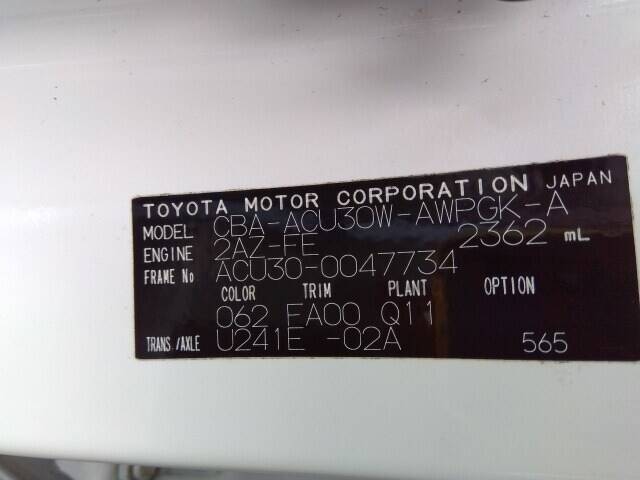 TOYOTA MOTOR CORPORATION JAPAN
MODEL CBA-ACU30W-AWPGK-A
ENGINE 2AZ-FE 2362 mL
FRAME No ACU30-0047734
COLOR TRIM PLANT OPTION
062 FA00 Q11
TRANS/AXLE U241E -02A 565